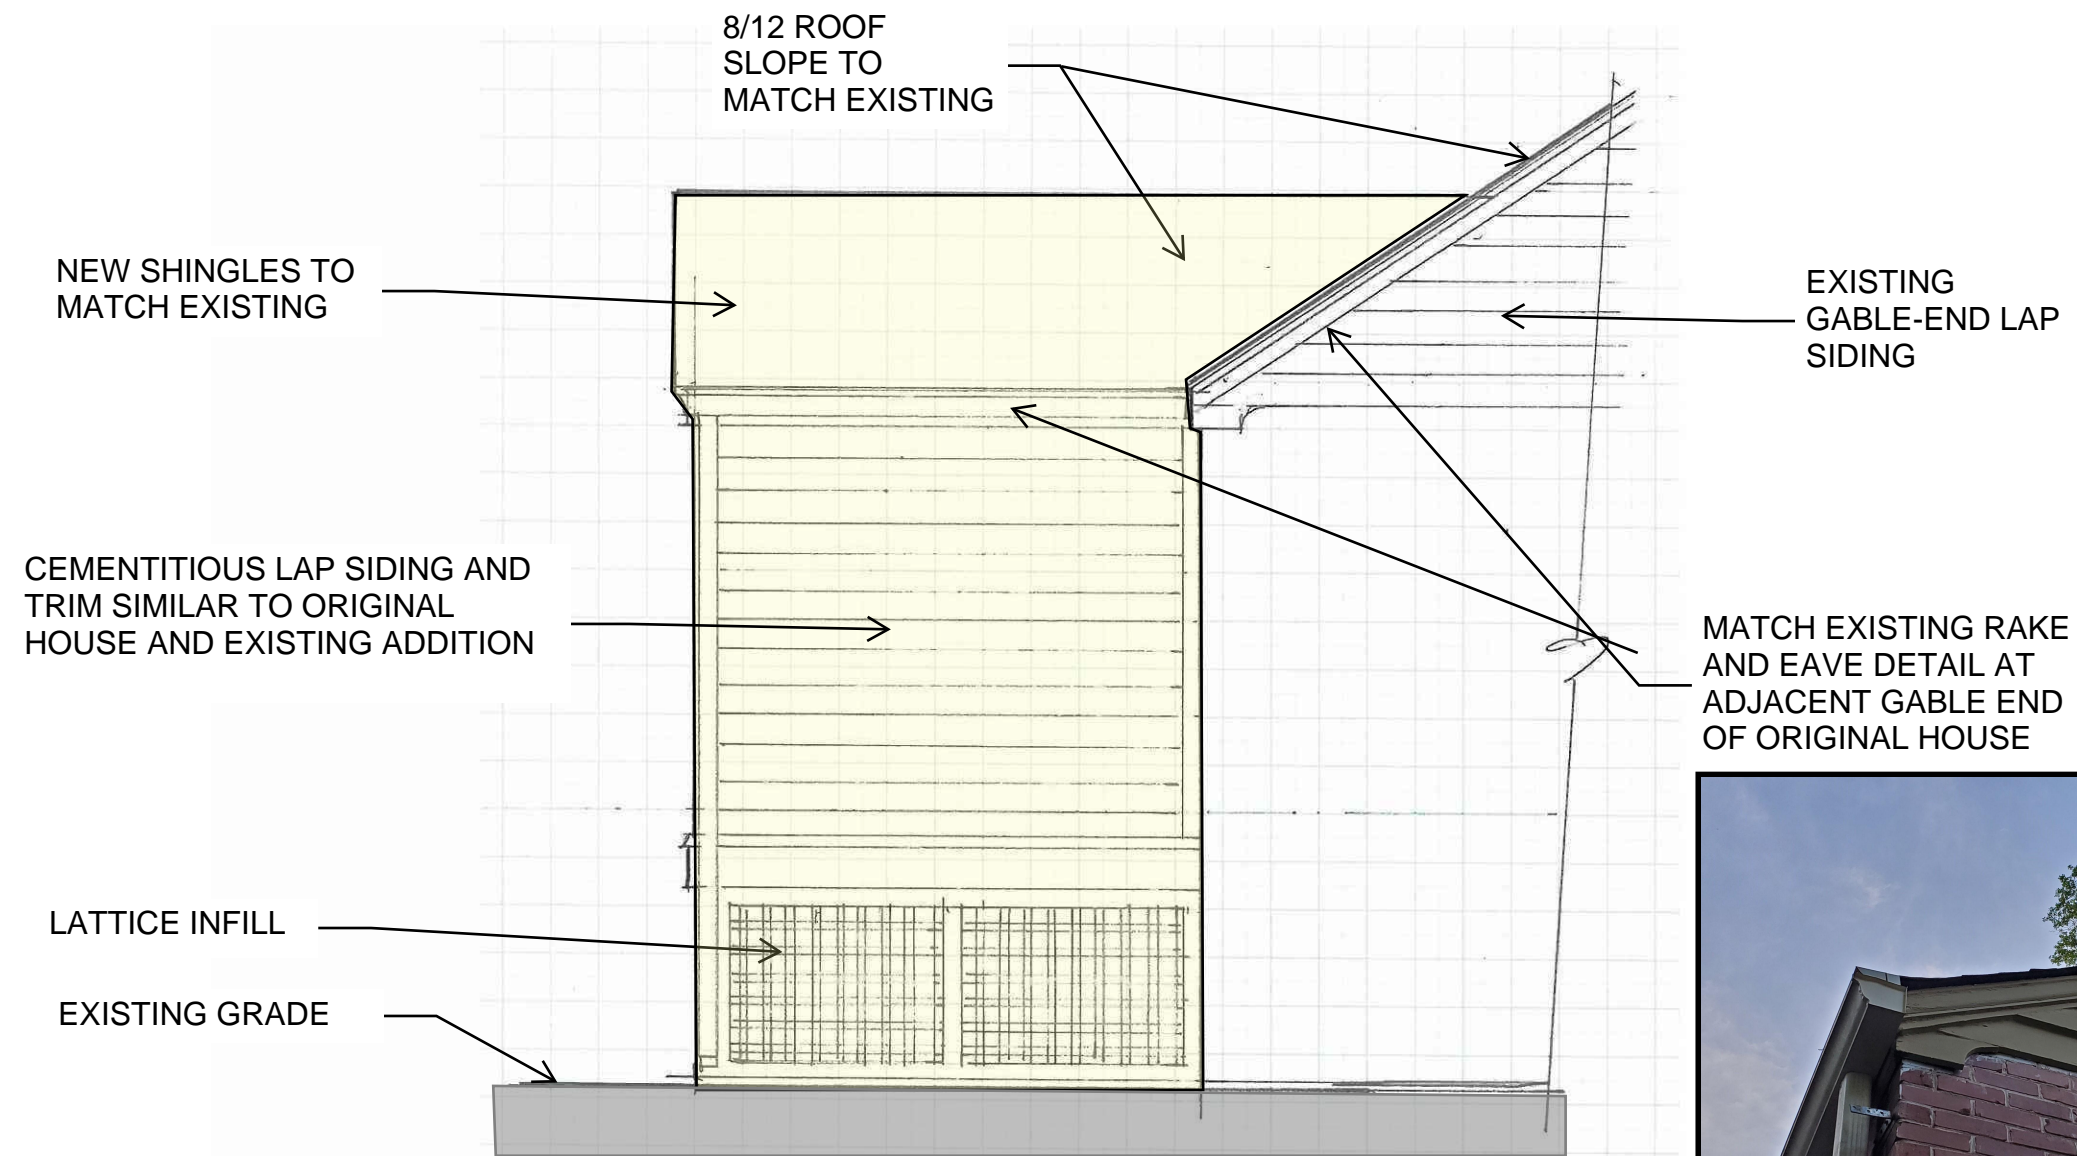 8/12 ROOF
SLOPE TO
MATCH EXISTING
NEW SHINGLES TO
MATCH EXISTING
EXISTING
GABLE-END LAP
SIDING
CEMENTITIOUS LAP SIDING AND
TRIM SIMILAR TO ORIGINAL
HOUSE AND EXISTING ADDITION
MATCH EXISTING RAKE
AND EAVE DETAIL AT
ADJACENT GABLE END
OF ORIGINAL HOUSE
LATTICE INFILL
EXISTING GRADE